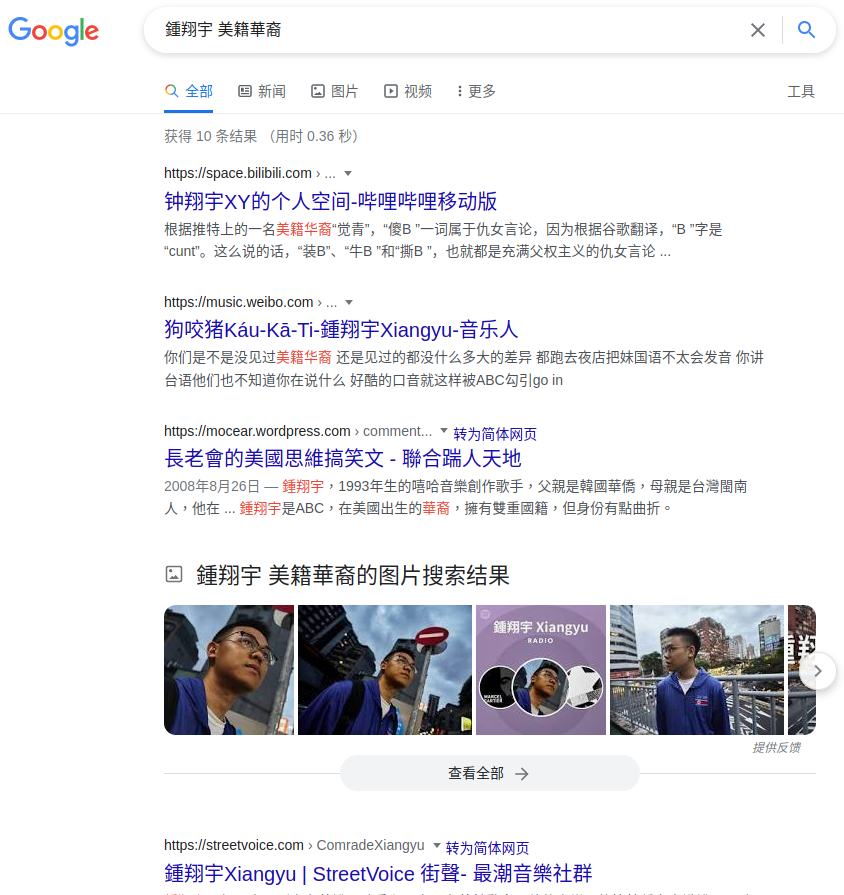 Google
鍾翔宇 美籍華裔
全部 新闻 图片 视频 更多 工具
获得 10 条结果 （用时 0.36 秒）
https://space.bilibili.com › ...
钟翔宇XY的个人空间-哔哩哔哩移动版
根据推特上的一名美籍华裔“觉青”，“傻B ”一词属于仇女言论，因为根据谷歌翻译，“B ”字是
“cunt”。这么说的话，“装B”、“牛B ”和“撕B ”，也就都是充满父权主义的仇女言论 ...
https://music.weibo.com › ...
狗咬猪Káu-Kā-Ti-鍾翔宇Xiangyu-音乐人
你们是不是没见过美籍华裔 还是见过的都没什么多大的差异 都跑去夜店把妹国语不太会发音 你讲
台语他们也不知道你在说什么 好酷的口音就这样被ABC勾引go in
https://mocear.wordpress.com › comment... 转为简体网页
長老會的美國思維搞笑文 - 聯合踹人天地
2008年8月26日 — 鍾翔宇，1993年生的嘻哈音樂創作歌手，父親是韓國華僑，母親是台灣閩南
人，他在 ... 鍾翔宇是ABC，在美國出生的華裔，擁有雙重國籍，但身份有點曲折。
鍾翔宇 美籍華裔的图片搜索结果
鍾翔宇 Xiangyu
RADIO
MARCEL
CARTIER
提供反馈
查看全部
https://streetvoice.com › ComradeXiangyu 转为简体网页
鍾翔宇Xiangyu | StreetVoice 街聲- 最潮音樂社群